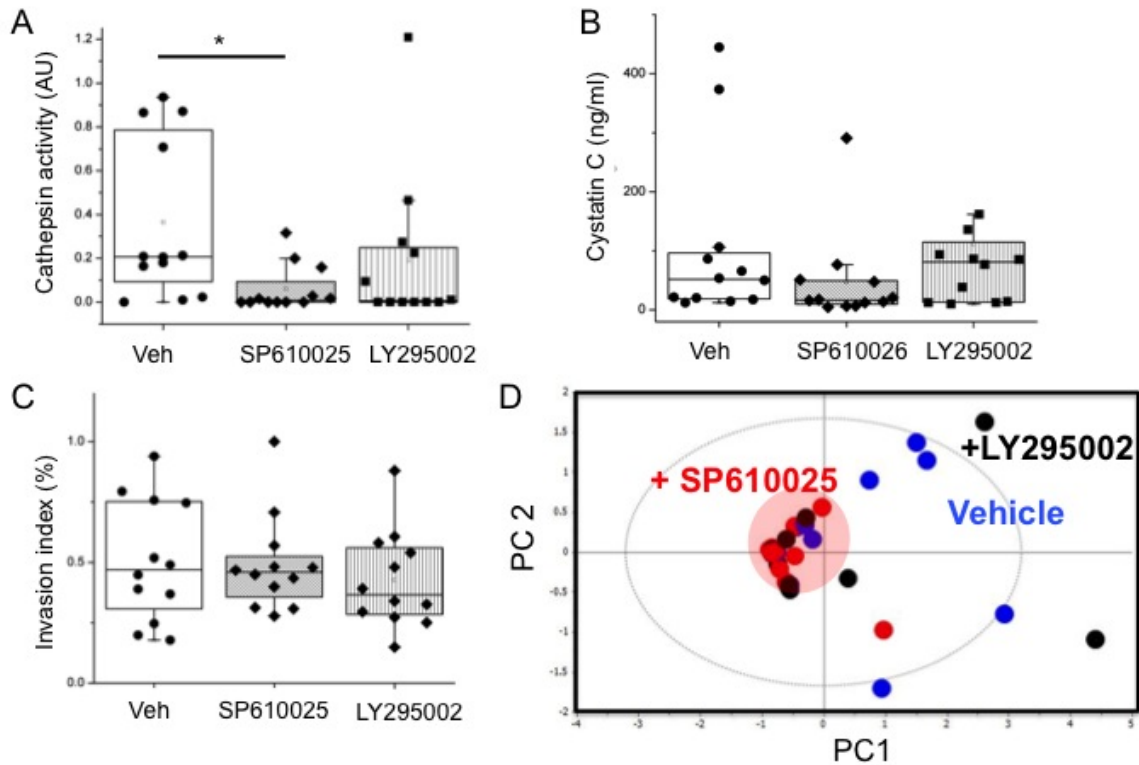 A
Cathepsin activity (AU)
1.2
1.0
0.8
0.6
0.4
0.2
0.0
*
Veh SP610025 LY295002
B
Cystatin C (ng/ml)
400
200
0
Veh SP610026 LY295002
C
Invasion index (%)
1.0
0.5
0.0
Veh SP610025 LY295002
D
PC 2
2
1.5
1
0.5
0
-0.5
-1
-1.5
-2
+LY295002
+ SP610025
Vehicle
-4 -3 -2 -1 0 1 2 3 4 5
PC1